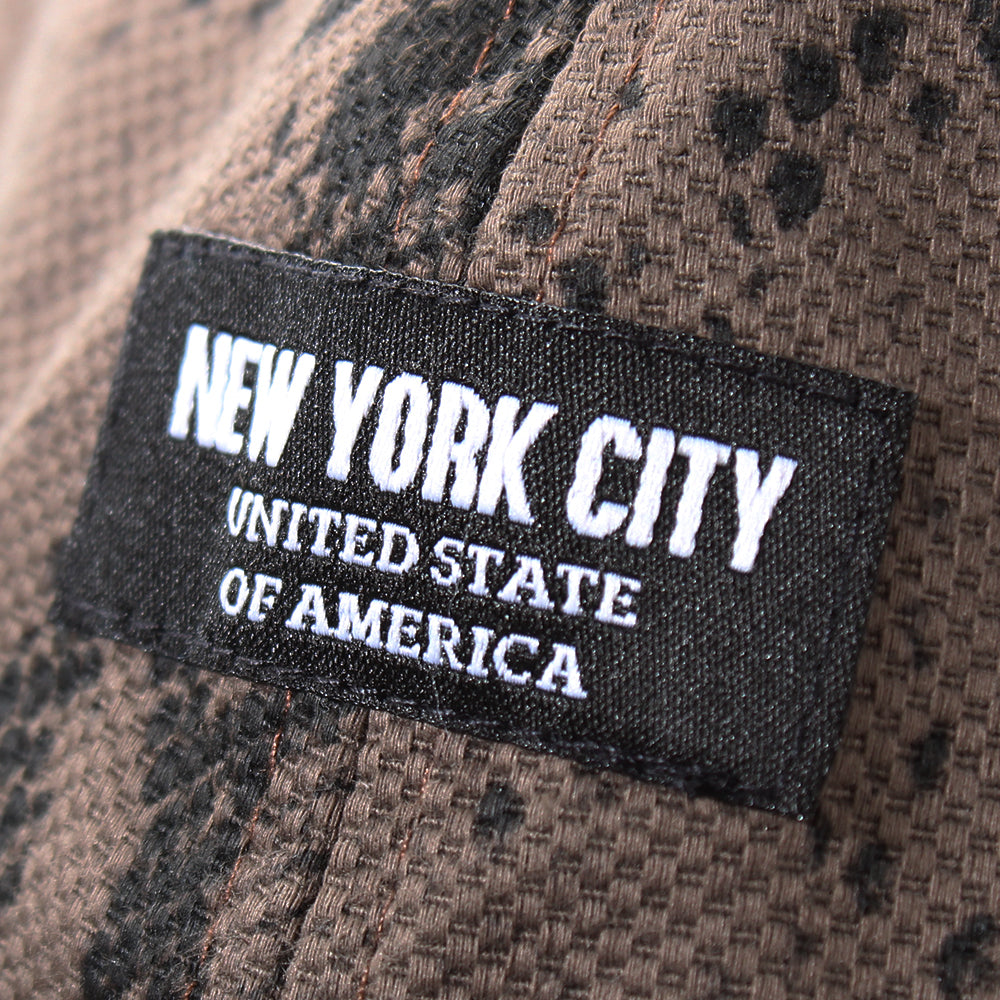 NEW YORK CITY
UNITED STATE
OF AMERICA